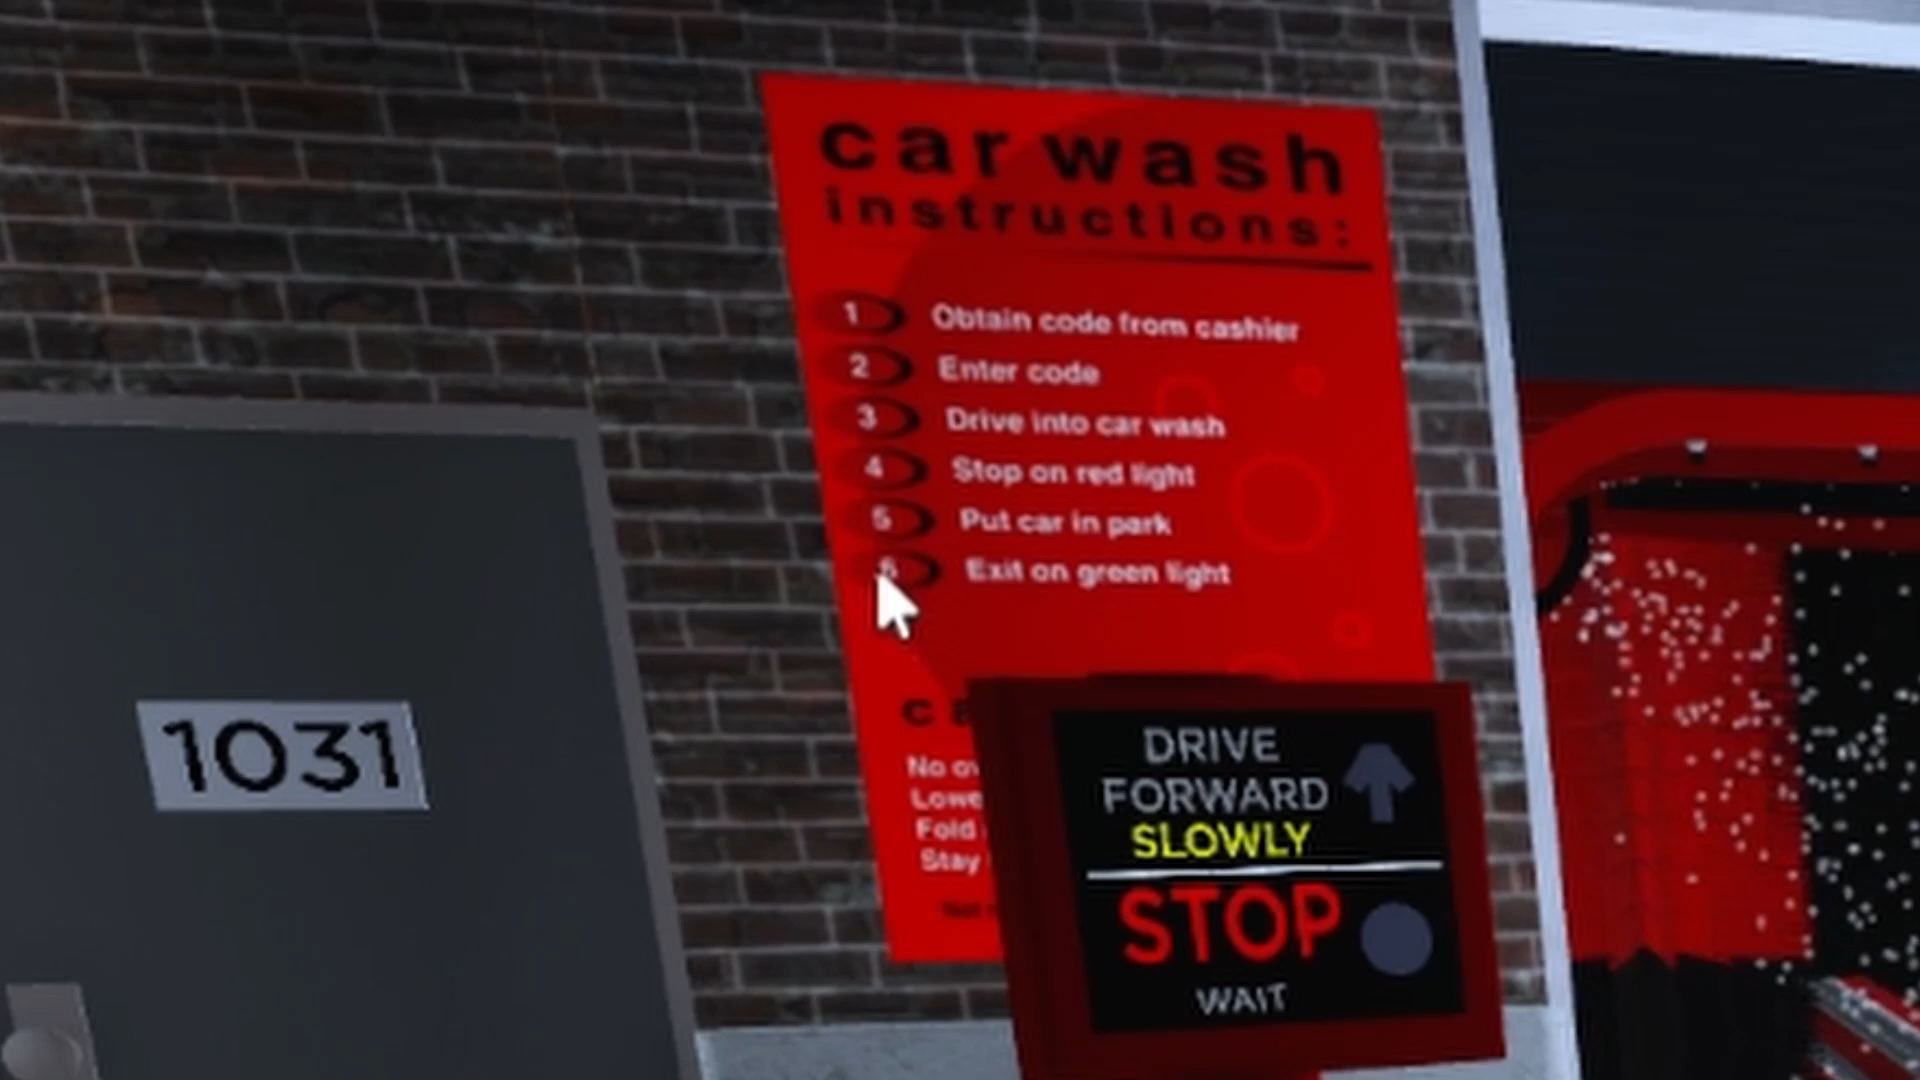 car wash
instructions:
1 Obtain code from cashier
2 Enter code
3 Drive into car wash
4 Stop on red light
5 Put car in park
6 Exit on green light
1031
No
Fold
Stay
DRIVE
FORWARD
SLOWLY
STOP
WAIT